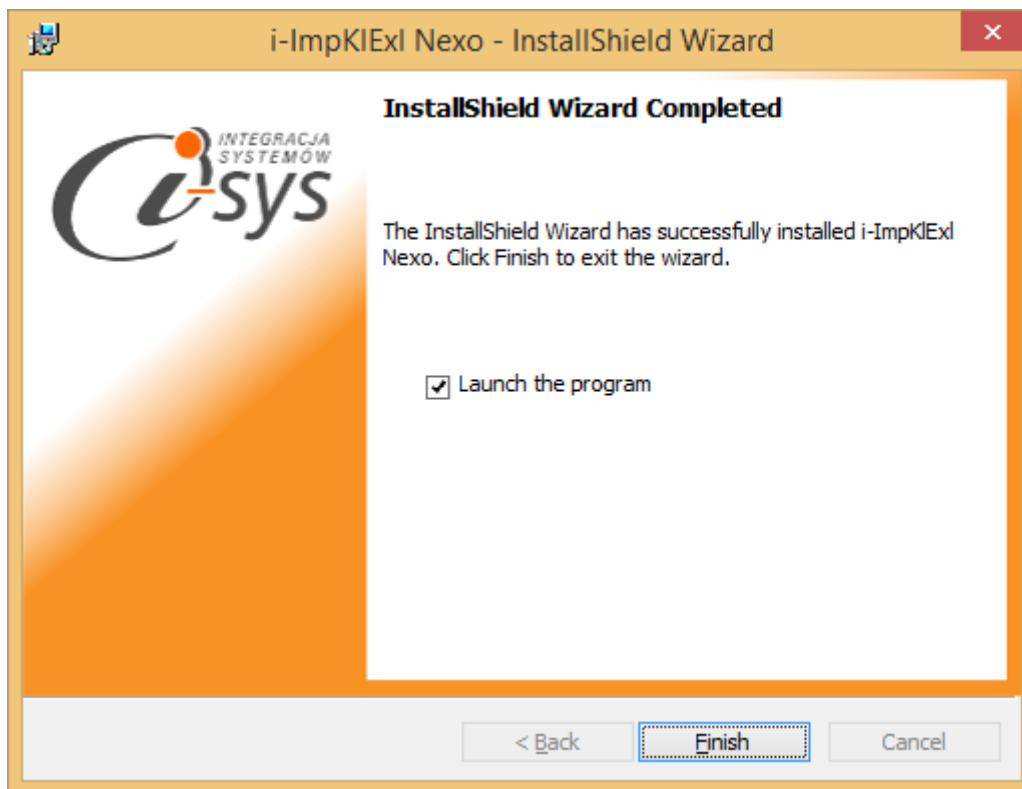 i-ImpKlExl Nexo - InstallShield Wizard
InstallShield Wizard Completed
INTEGRACJA
SYSTEMÓW
i-sys
The InstallShield Wizard has successfully installed i-ImpKlExl
Nexo. Click Finish to exit the wizard.
Launch the program
< Back
Finish
Cancel